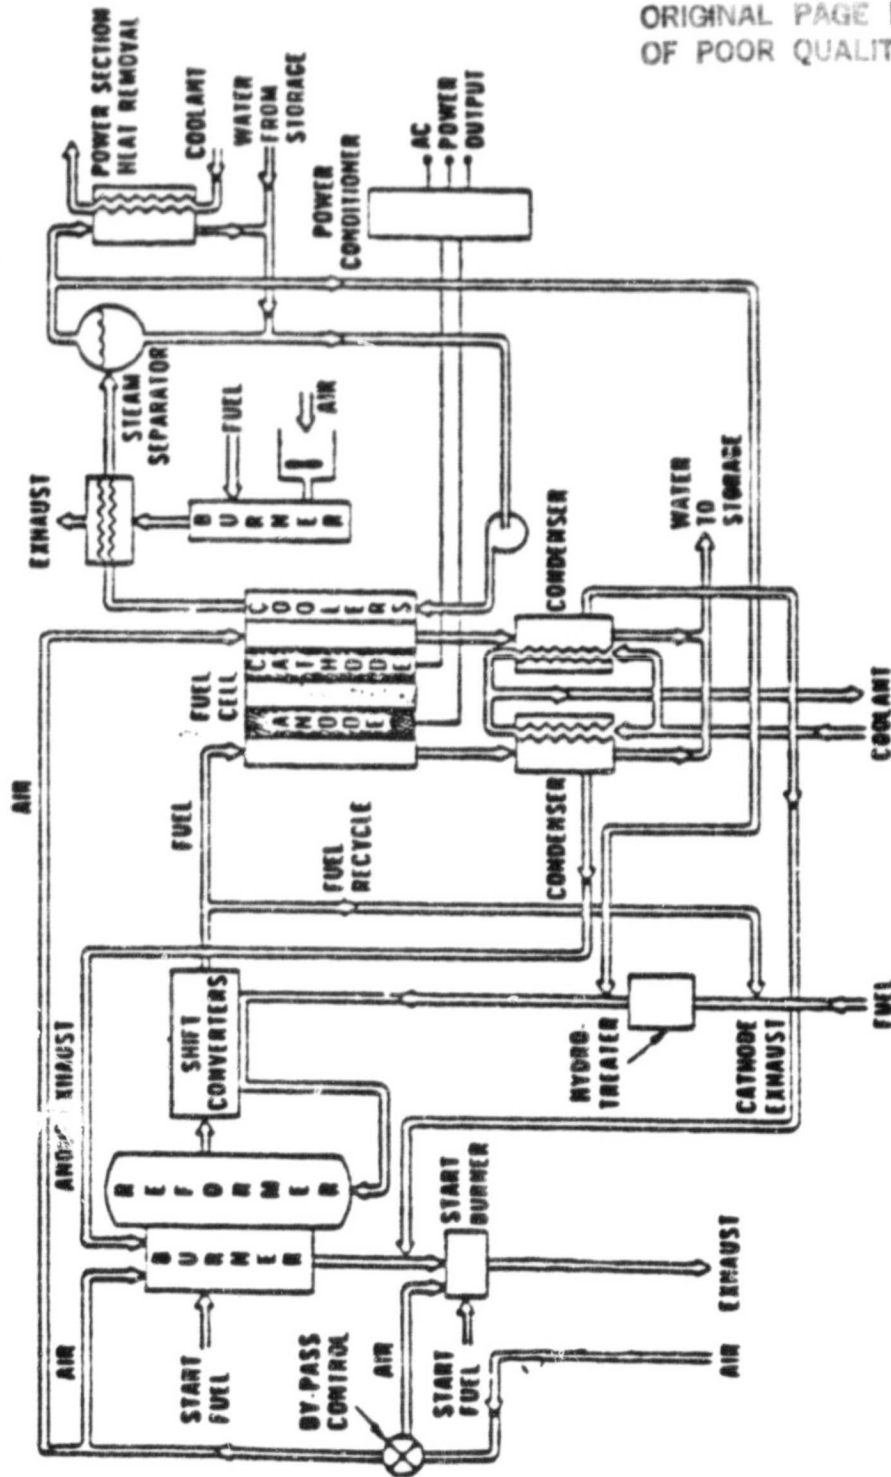 ORIGINAL PAGE
OF POOR
POWER SECTION
HEAT REMOVAL
COOLANT
WATER
FROM
STORAGE
AC
POWER
OUTPUT
POWER
CONDITIONER
STEAM
SEPARATOR
FUEL
AIR
EXHAUST
BURNER
COOLERS
CATHODE
ANODE
FUEL
CELL
CONDENSER
WATER
TO
STORAGE
CONDENSER
COOLANT
AIR
FUEL
FUEL
RECYCLE
EXHAUST
SHIFT
CONVERTERS
HYDRO-
TREATER
CATHODE
EXHAUST
FUEL
REFORMER
BURNER
START
BURNER
EXHAUST
AIR
START
FUEL
BY-PASS
CONTROL
AIR
START
FUEL
AIR